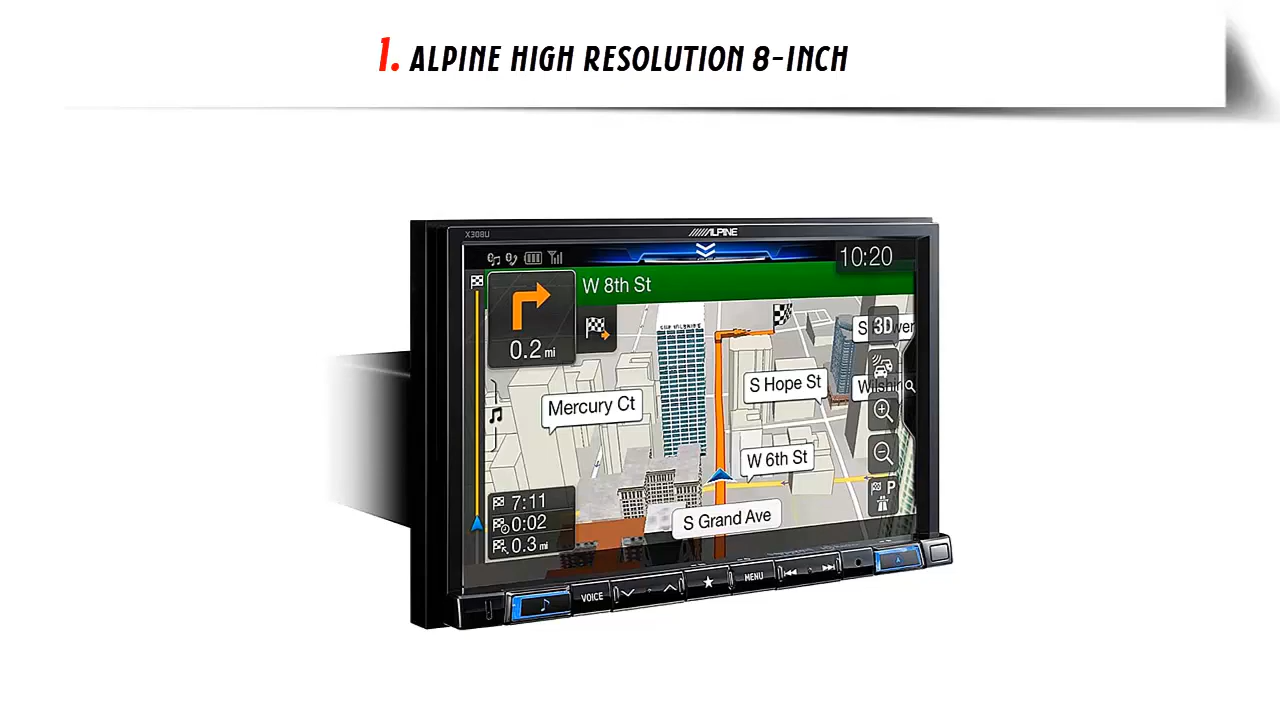 1. ALPINE HIGH RESOLUTION 8-INCH
X308U
ALPINE
10:20
W 8th St
0.2 mi
3D
S Hope St
Mercury Ct
W 6th St
S Grand Ave
P
7:11
0:02
0.3 mi
VOICE
MENU